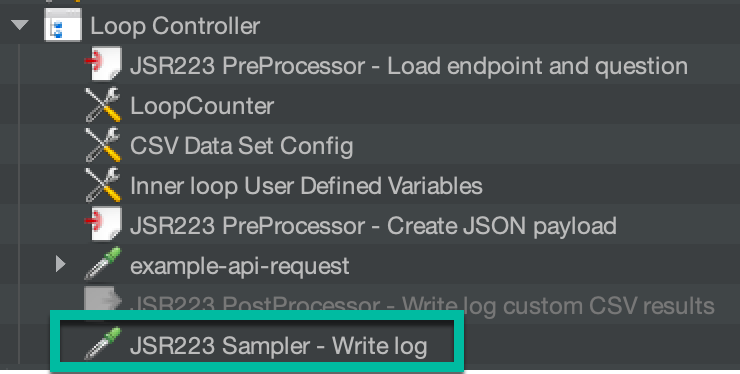 Loop Controller
JSR223 PreProcessor - Load endpoint and question
LoopCounter
CSV Data Set Config
Inner loop User Defined Variables
JSR223 PreProcessor - Create JSON payload
example-api-request
JSR223 PostProcessor - Write log custom CSV results
JSR223 Sampler - Write log